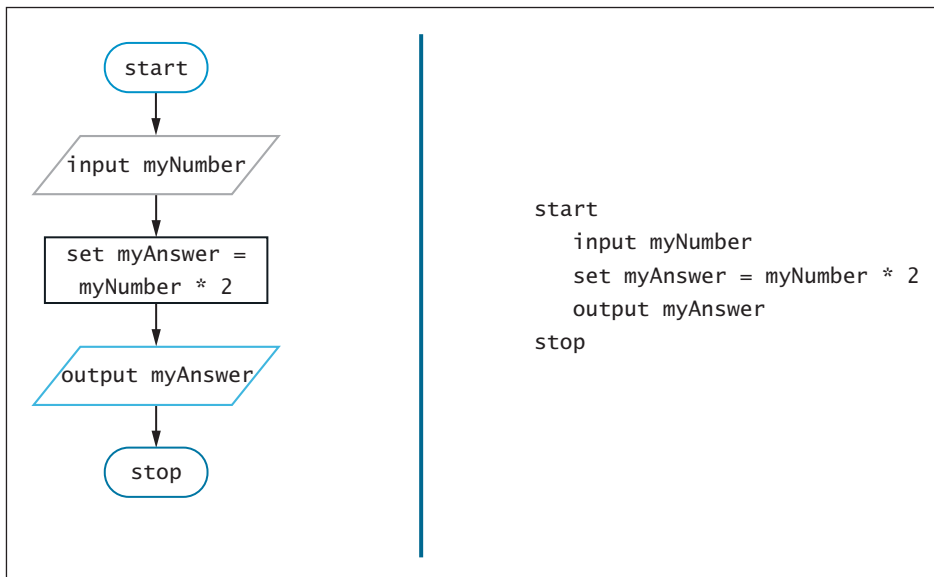 start
input myNumber
set myAnswer =
myNumber * 2
output myAnswer
stop
start
input myNumber
set myAnswer = myNumber * 2
output myAnswer
stop